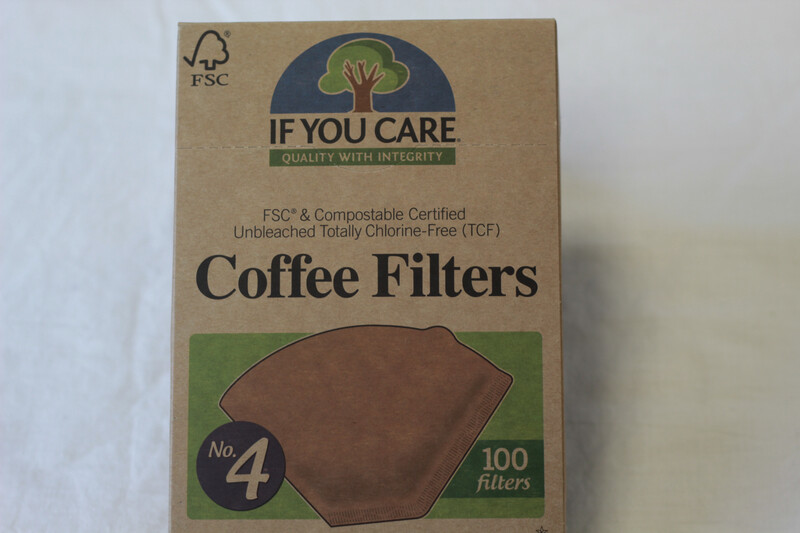 FSC®
IF YOU CARE®
QUALITY WITH INTEGRITY
FSC® & Compostable Certified
Unbleached Totally Chlorine-Free (TCF)
Coffee Filters
No. 4
100
filters